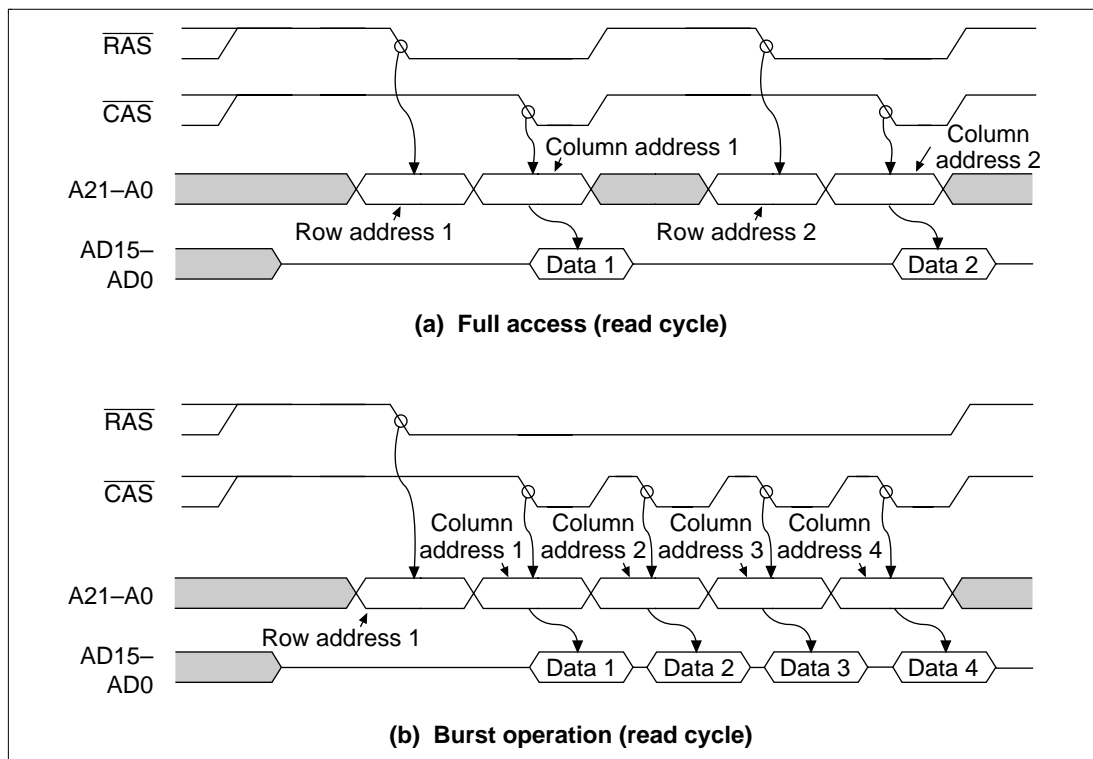 RAS
CAS
Column address 1
Column
address 2
A21–A0
Row address 1
Row address 2
AD15–
AD0
Data 1
Data 2
(a) Full access (read cycle)
RAS
CAS
Column
address 1
Column
address 2
Column
address 3
Column
address 4
A21–A0
Row address 1
AD15–
AD0
Data 1
Data 2
Data 3
Data 4
(b) Burst operation (read cycle)